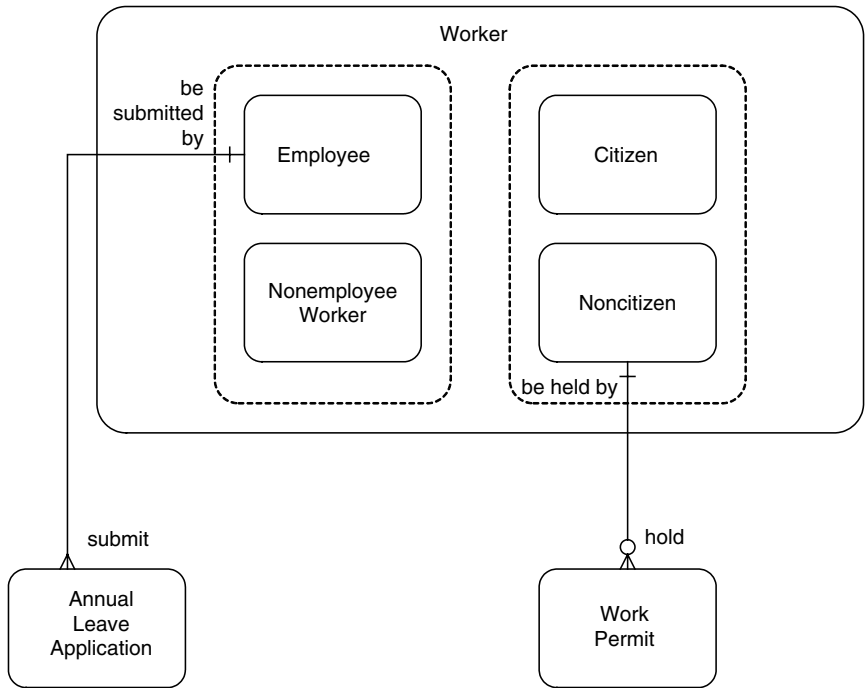 Worker
be
submitted
by
Employee
Citizen
Nonemployee
Worker
Noncitizen
be held by
submit
hold
Annual
Leave
Application
Work
Permit